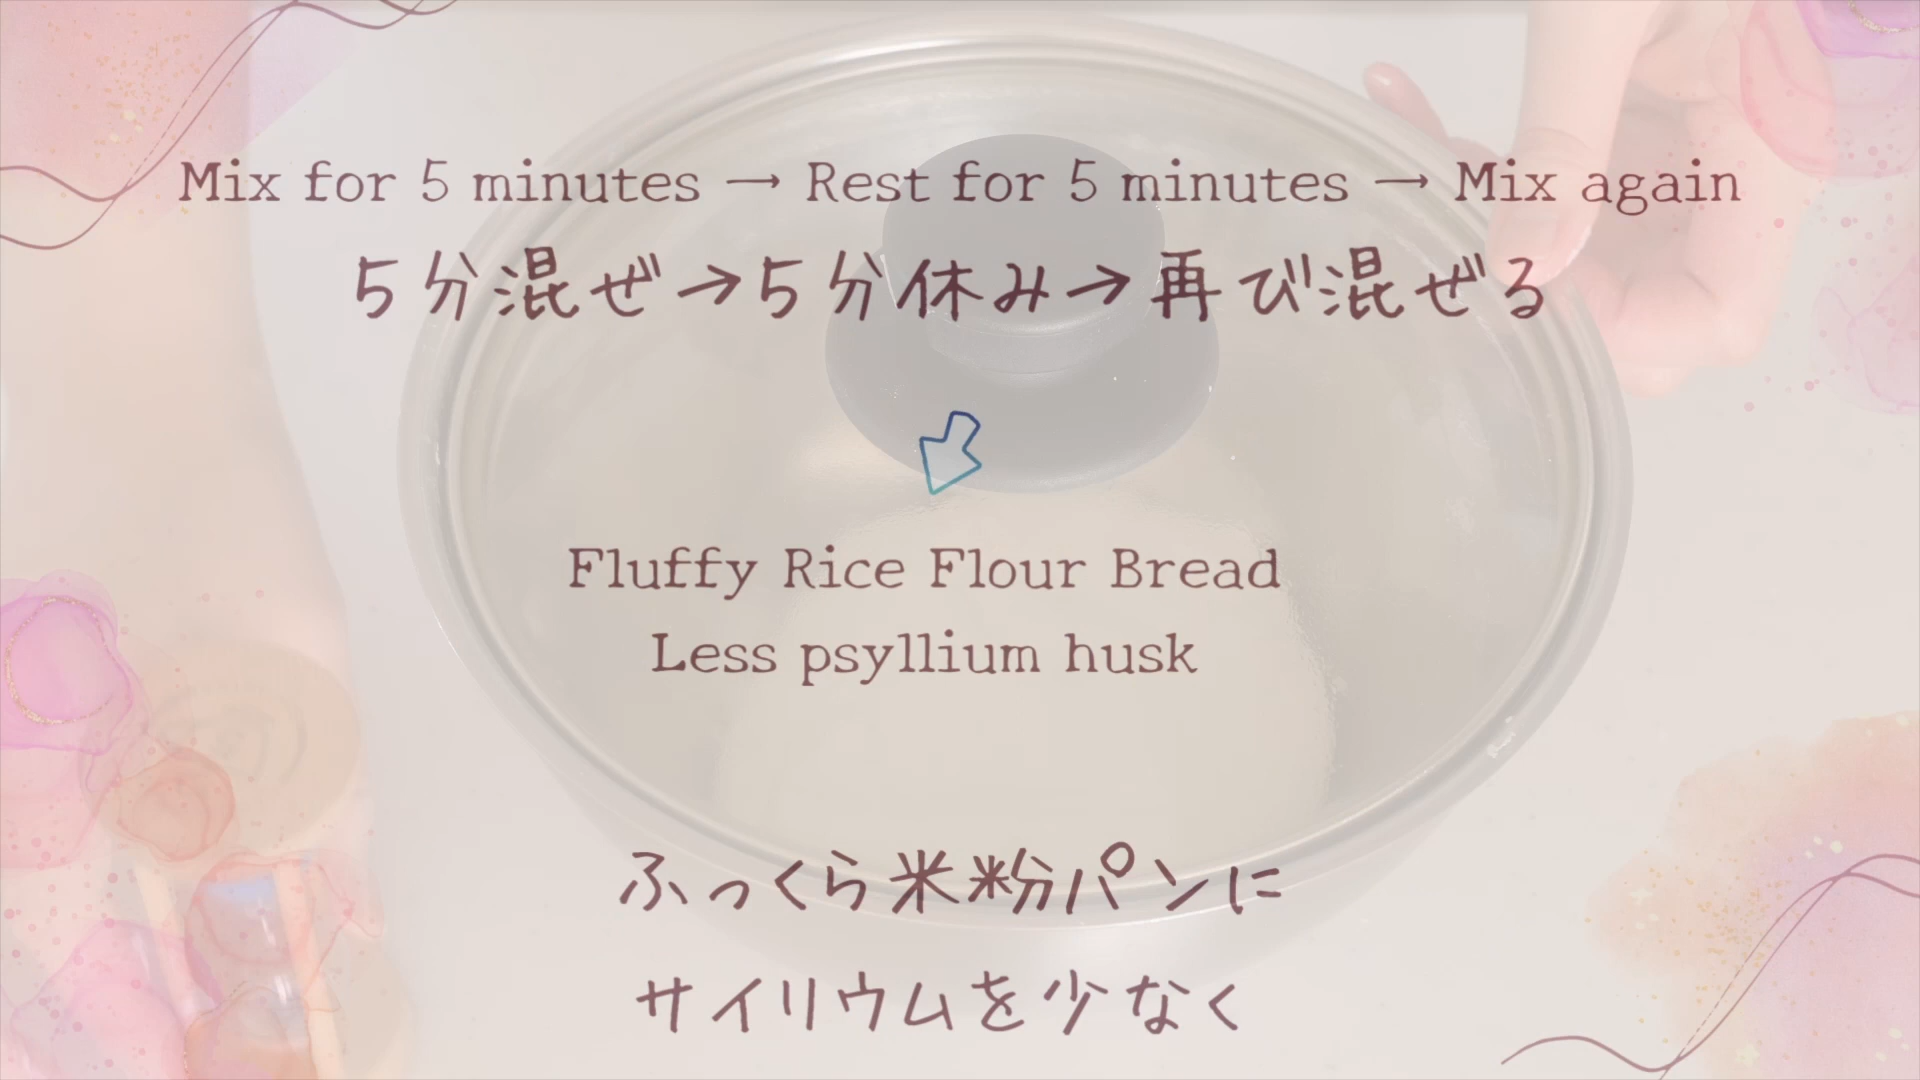 Mix for 5 minutes → Rest for 5 minutes → Mix again
5分混ぜ→5分休み→再び混ぜる
Fluffy Rice Flour Bread
Less psyllium husk
ふっくら米粉パンに
サイリウムを少なく